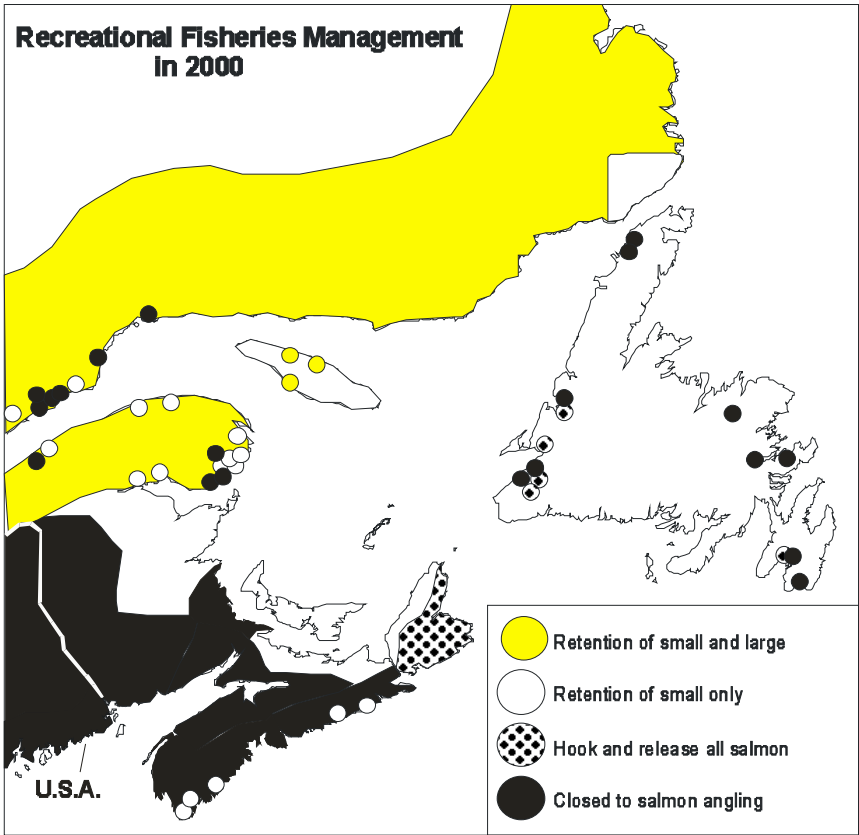 Recreational Fisheries Management
in 2000
Retention of small and large
Retention of small only
Hook and release all salmon
U.S.A.
Closed to salmon angling